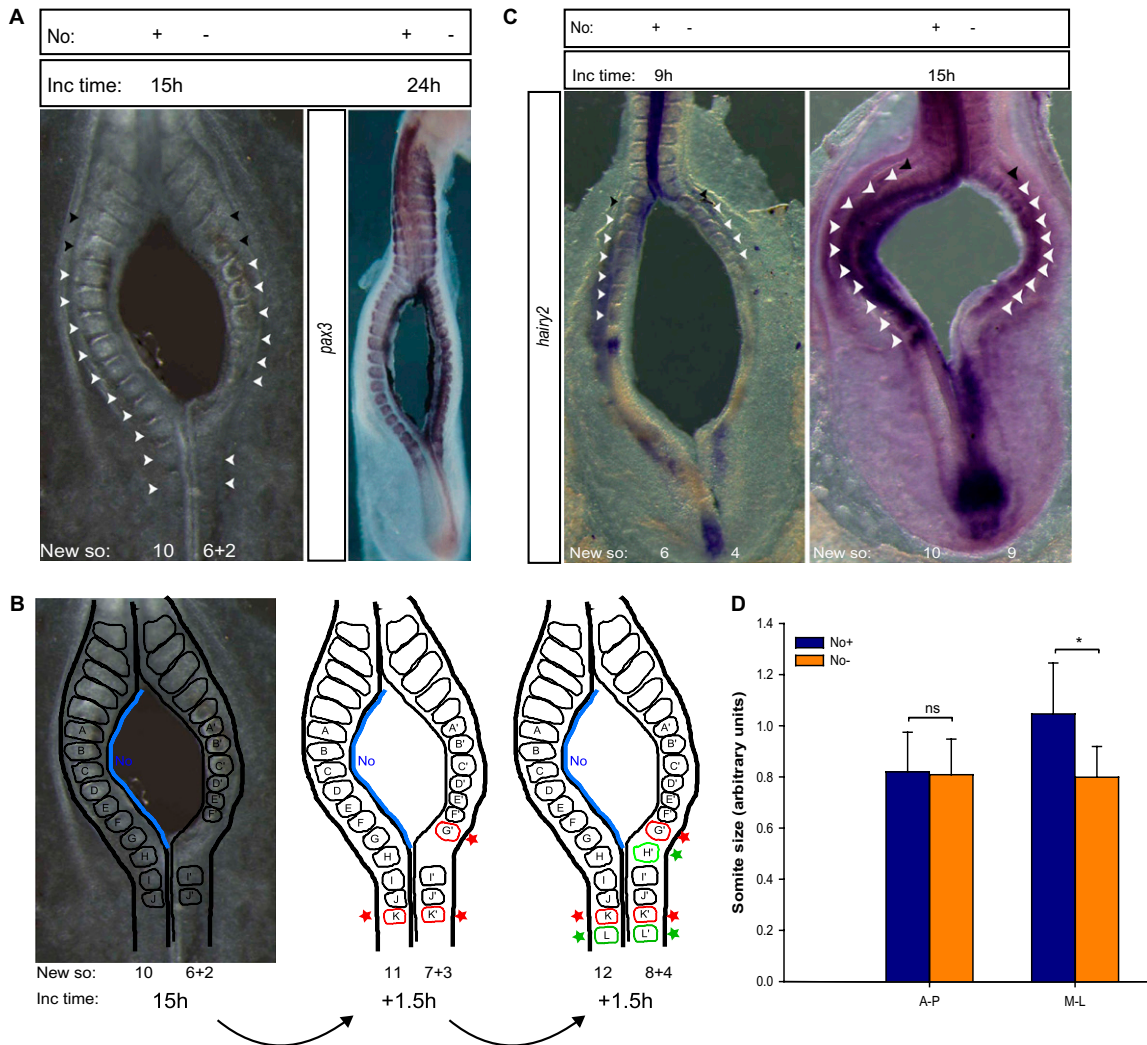 A
No: + - + -
Inc time: 15h 24h
pax3
New so: 10 6+2
C
No: + - + -
Inc time: 9h 15h
hairy2
New so: 6 4 10 9
B
A
B
C
D
E
F
G
H
I
J
No
A'
B'
C'
D'
E'
F'
I'
J'
A
B
C
D
E
F
G
H
I
J
K
No
A'
B'
C'
D'
E'
F'
G'
I'
J'
K'
A
B
C
D
E
F
G
H
I
J
K
L
No
A'
B'
C'
D'
E'
F'
G'
H'
I'
J'
K'
L'
New so: 10 6+2 11 7+3 12 8+4
Inc time: 15h +1.5h +1.5h
D
Somite size (arbitrary units)
1.4
1.2
1.0
0.8
0.6
0.4
0.2
0.0
No+
No-
ns
*
A-P M-L